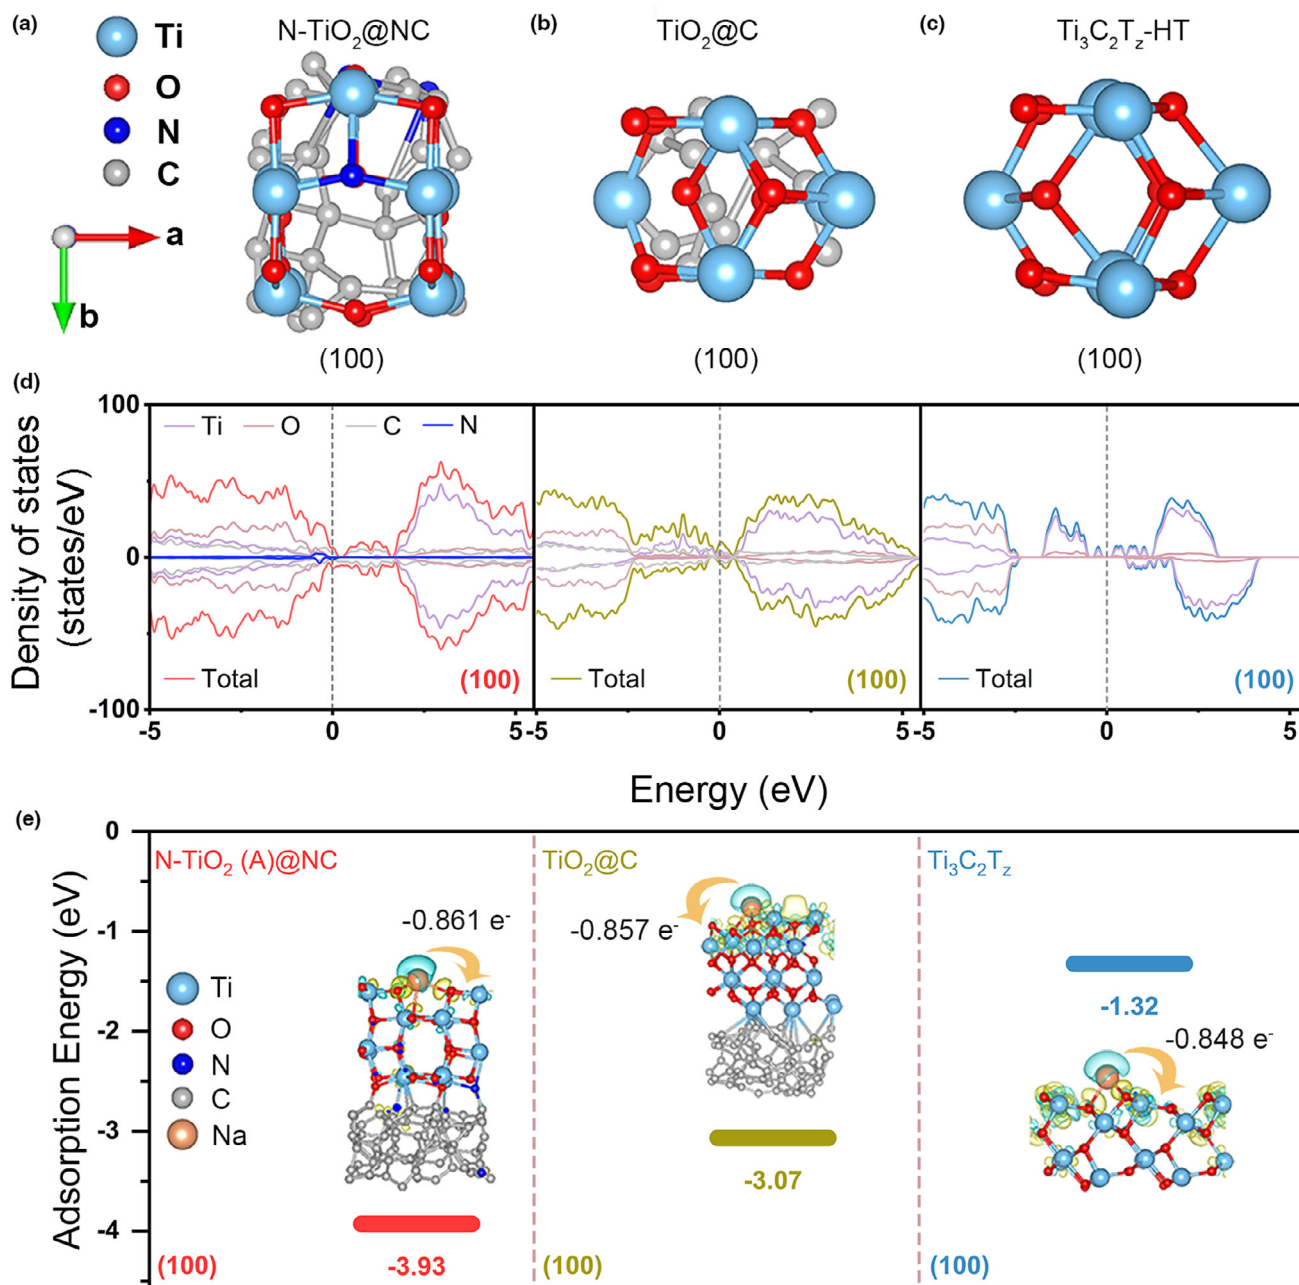 (a)
Ti
O
N
C
a
b
N-TiO₂@NC
(100)
(b)
TiO₂@C
(100)
(c)
Ti₃C₂T𝓏-HT
(100)
(d)
Density of states
(states/eV)
100
0
-100
Ti
O
C
N
Total
(100)
Total
(100)
Total
(100)
-5
0
5
-5
0
5
-5
0
5
Energy (eV)
(e)
Adsorption Energy (eV)
0
-1
-2
-3
-4
N-TiO₂ (A)@NC
-0.861 e⁻
Ti
O
N
C
Na
-3.93
(100)
TiO₂@C
-0.857 e⁻
-3.07
(100)
Ti₃C₂T𝓏
-1.32
-0.848 e⁻
(100)